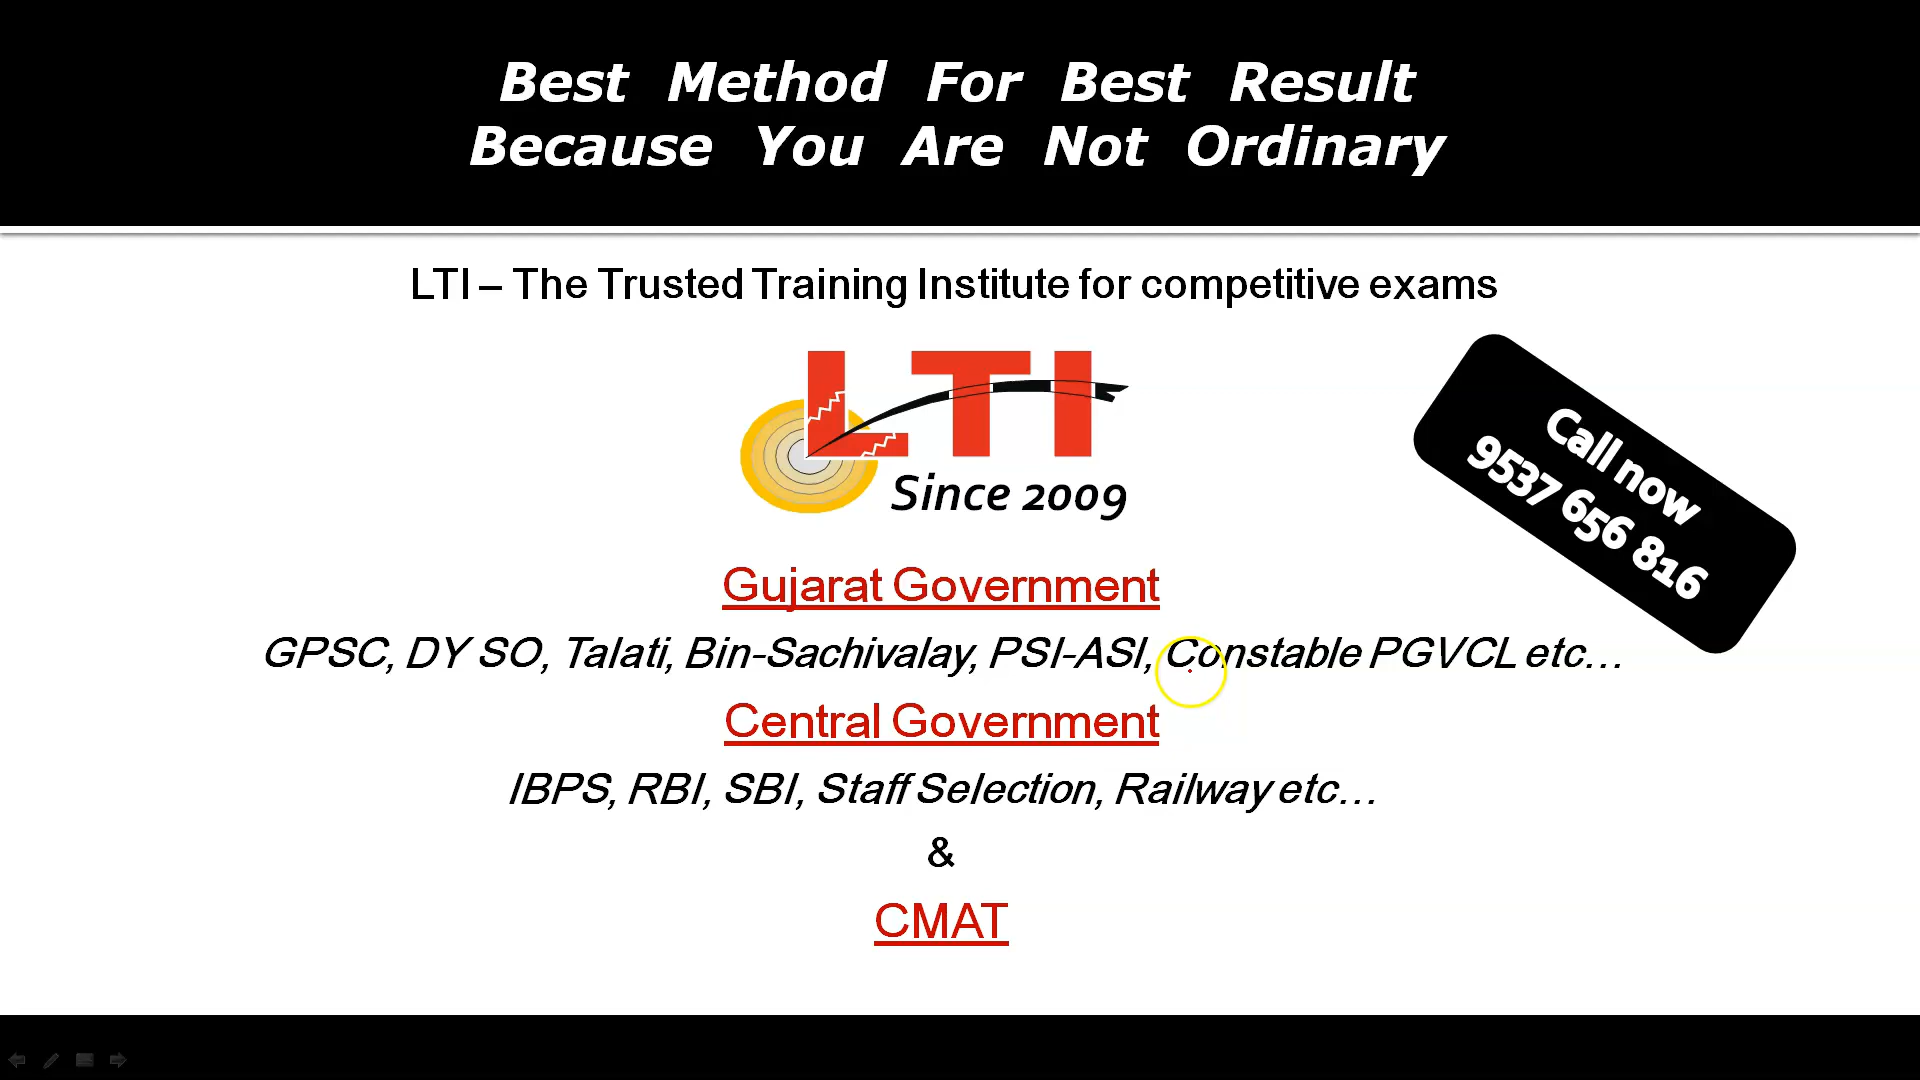 Best Method For Best Result
Because You Are Not Ordinary
LTI – The Trusted Training Institute for competitive exams
LTI
Since 2009
Call now
9537 656 816
Gujarat Government
GPSC, DY SO, Talati, Bin-Sachivalay, PSI-ASI, Constable PGVCL etc…
Central Government
IBPS, RBI, SBI, Staff Selection, Railway etc…
&
CMAT